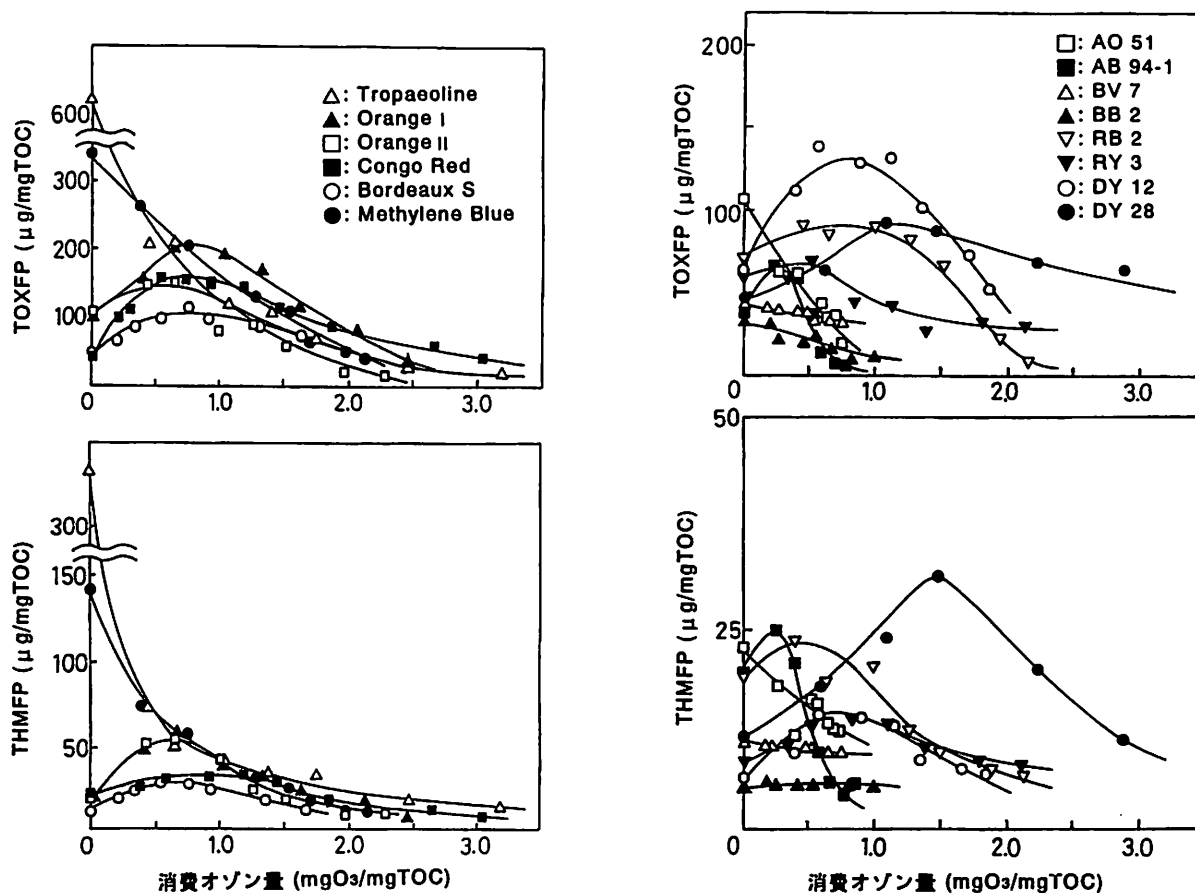 TOXFP (μg/mgTOC)
600
300
200
100
0
1.0
2.0
3.0
△: Tropaeoline
▲: Orange I
□: Orange II
■: Congo Red
○: Bordeaux S
●: Methylene Blue
TOXFP (μg/mgTOC)
200
100
0
1.0
2.0
3.0
□: AO 51
■: AB 94-1
△: BV 7
▲: BB 2
▽: RB 2
▼: RY 3
○: DY 12
●: DY 28
THMFP (μg/mgTOC)
300
150
100
50
0
1.0
2.0
3.0
消費オゾン量 (mgO₃/mgTOC)
THMFP (μg/mgTOC)
50
25
0
1.0
2.0
3.0
消費オゾン量 (mgO₃/mgTOC)